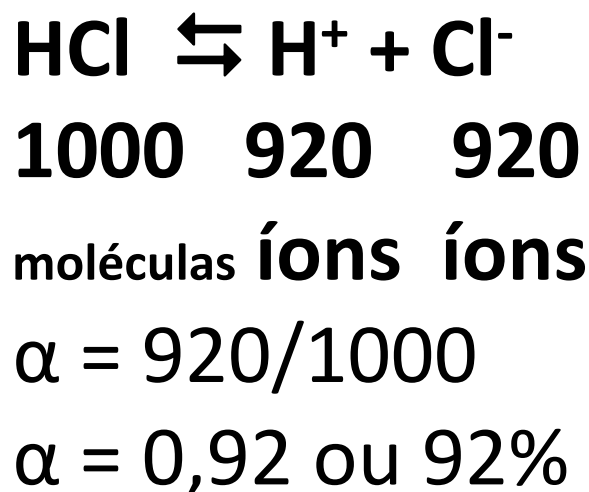 HCl ⇆ H⁺ + Cl⁻
1000 920 920
moléculas íons íons
α = 920/1000
α = 0,92 ou 92%